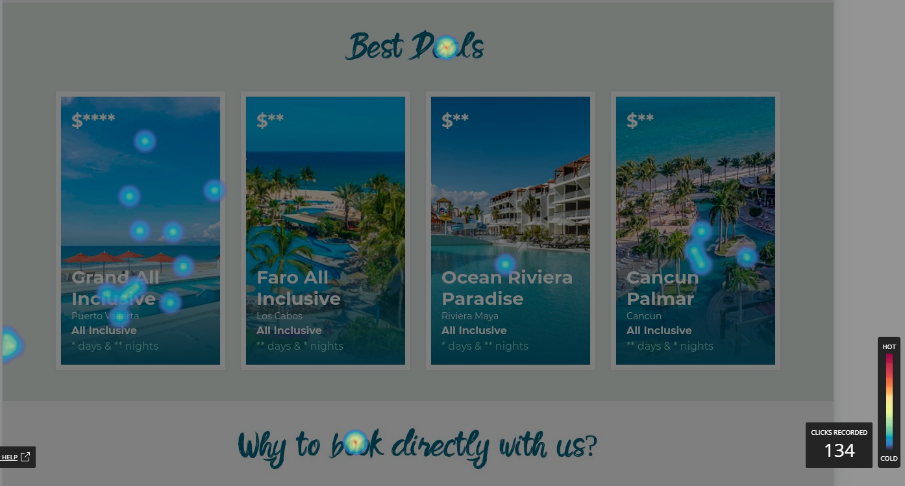 Best Deals
$****
Grand All
Inclusive
Puerto Vallarta
All Inclusive
* days & ** nights
$**
Faro All
Inclusive
Los Cabos
All Inclusive
** days & * nights
$**
Ocean Riviera
Paradise
Riviera Maya
All Inclusive
* days & ** nights
$**
Cancun
Palmar
Cancun
All Inclusive
** days & * nights
Why to book directly with us?
HELP
CLICKS RECORDED
134
HOT
COLD